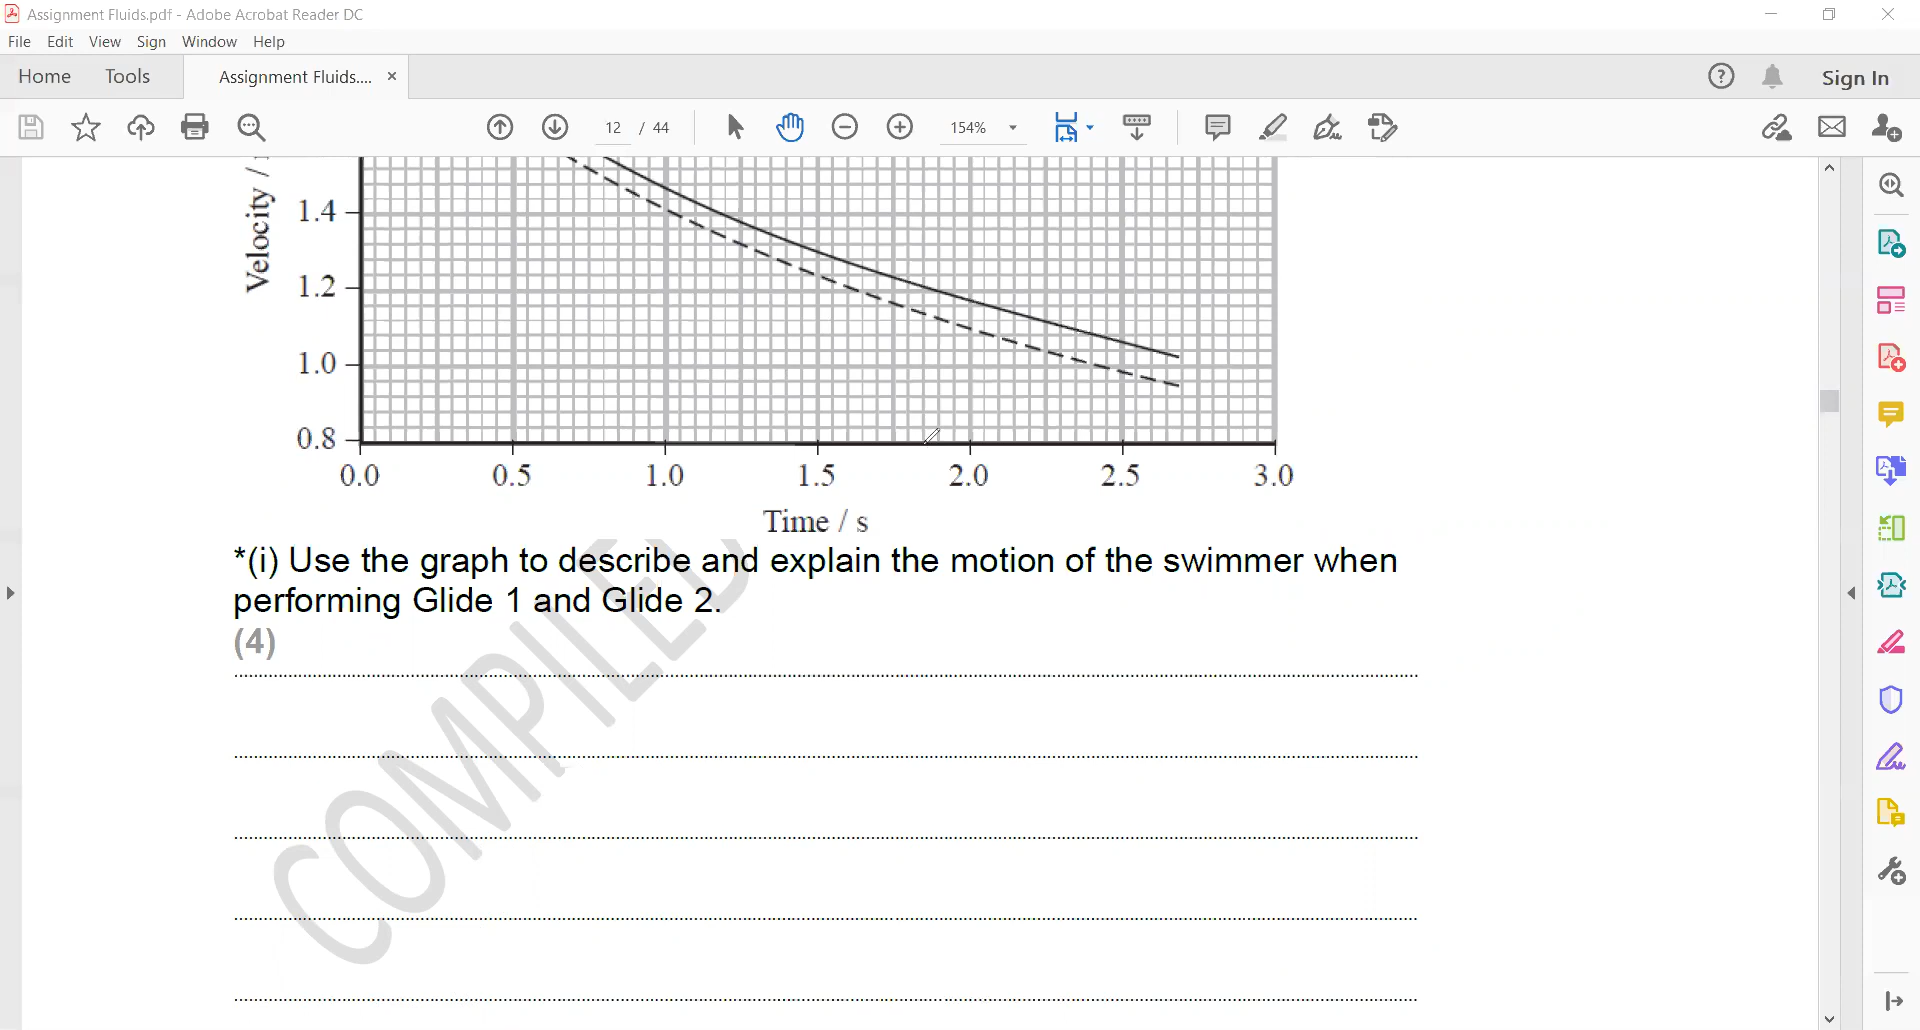 Assignment Fluids.pdf - Adobe Acrobat Reader DC
File Edit View Sign Window Help
Home Tools Assignment Fluids.... × Sign In
12 / 44 154%
Velocity /
1.4
1.2
1.0
0.8
0.0 0.5 1.0 1.5 2.0 2.5 3.0
Time / s
*(i) Use the graph to describe and explain the motion of the swimmer when
performing Glide 1 and Glide 2.
(4)
COMPILED